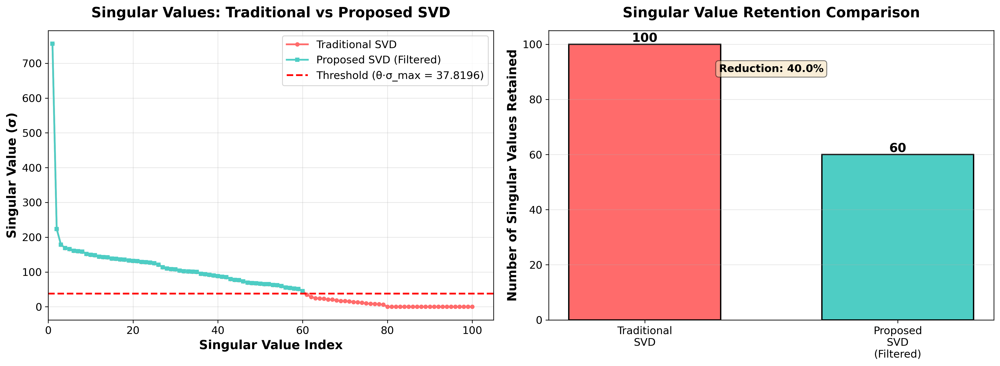 Singular Values: Traditional vs Proposed SVD
Traditional SVD
Proposed SVD (Filtered)
Threshold (θ·σ_max = 37.8196)
Singular Value (σ)
700
600
500
400
300
200
100
0
0 20 40 60 80 100
Singular Value Index
Singular Value Retention Comparison
Number of Singular Values Retained
100
80
60
40
20
0
100
Reduction: 40.0%
60
Traditional
SVD
Proposed
SVD
(Filtered)